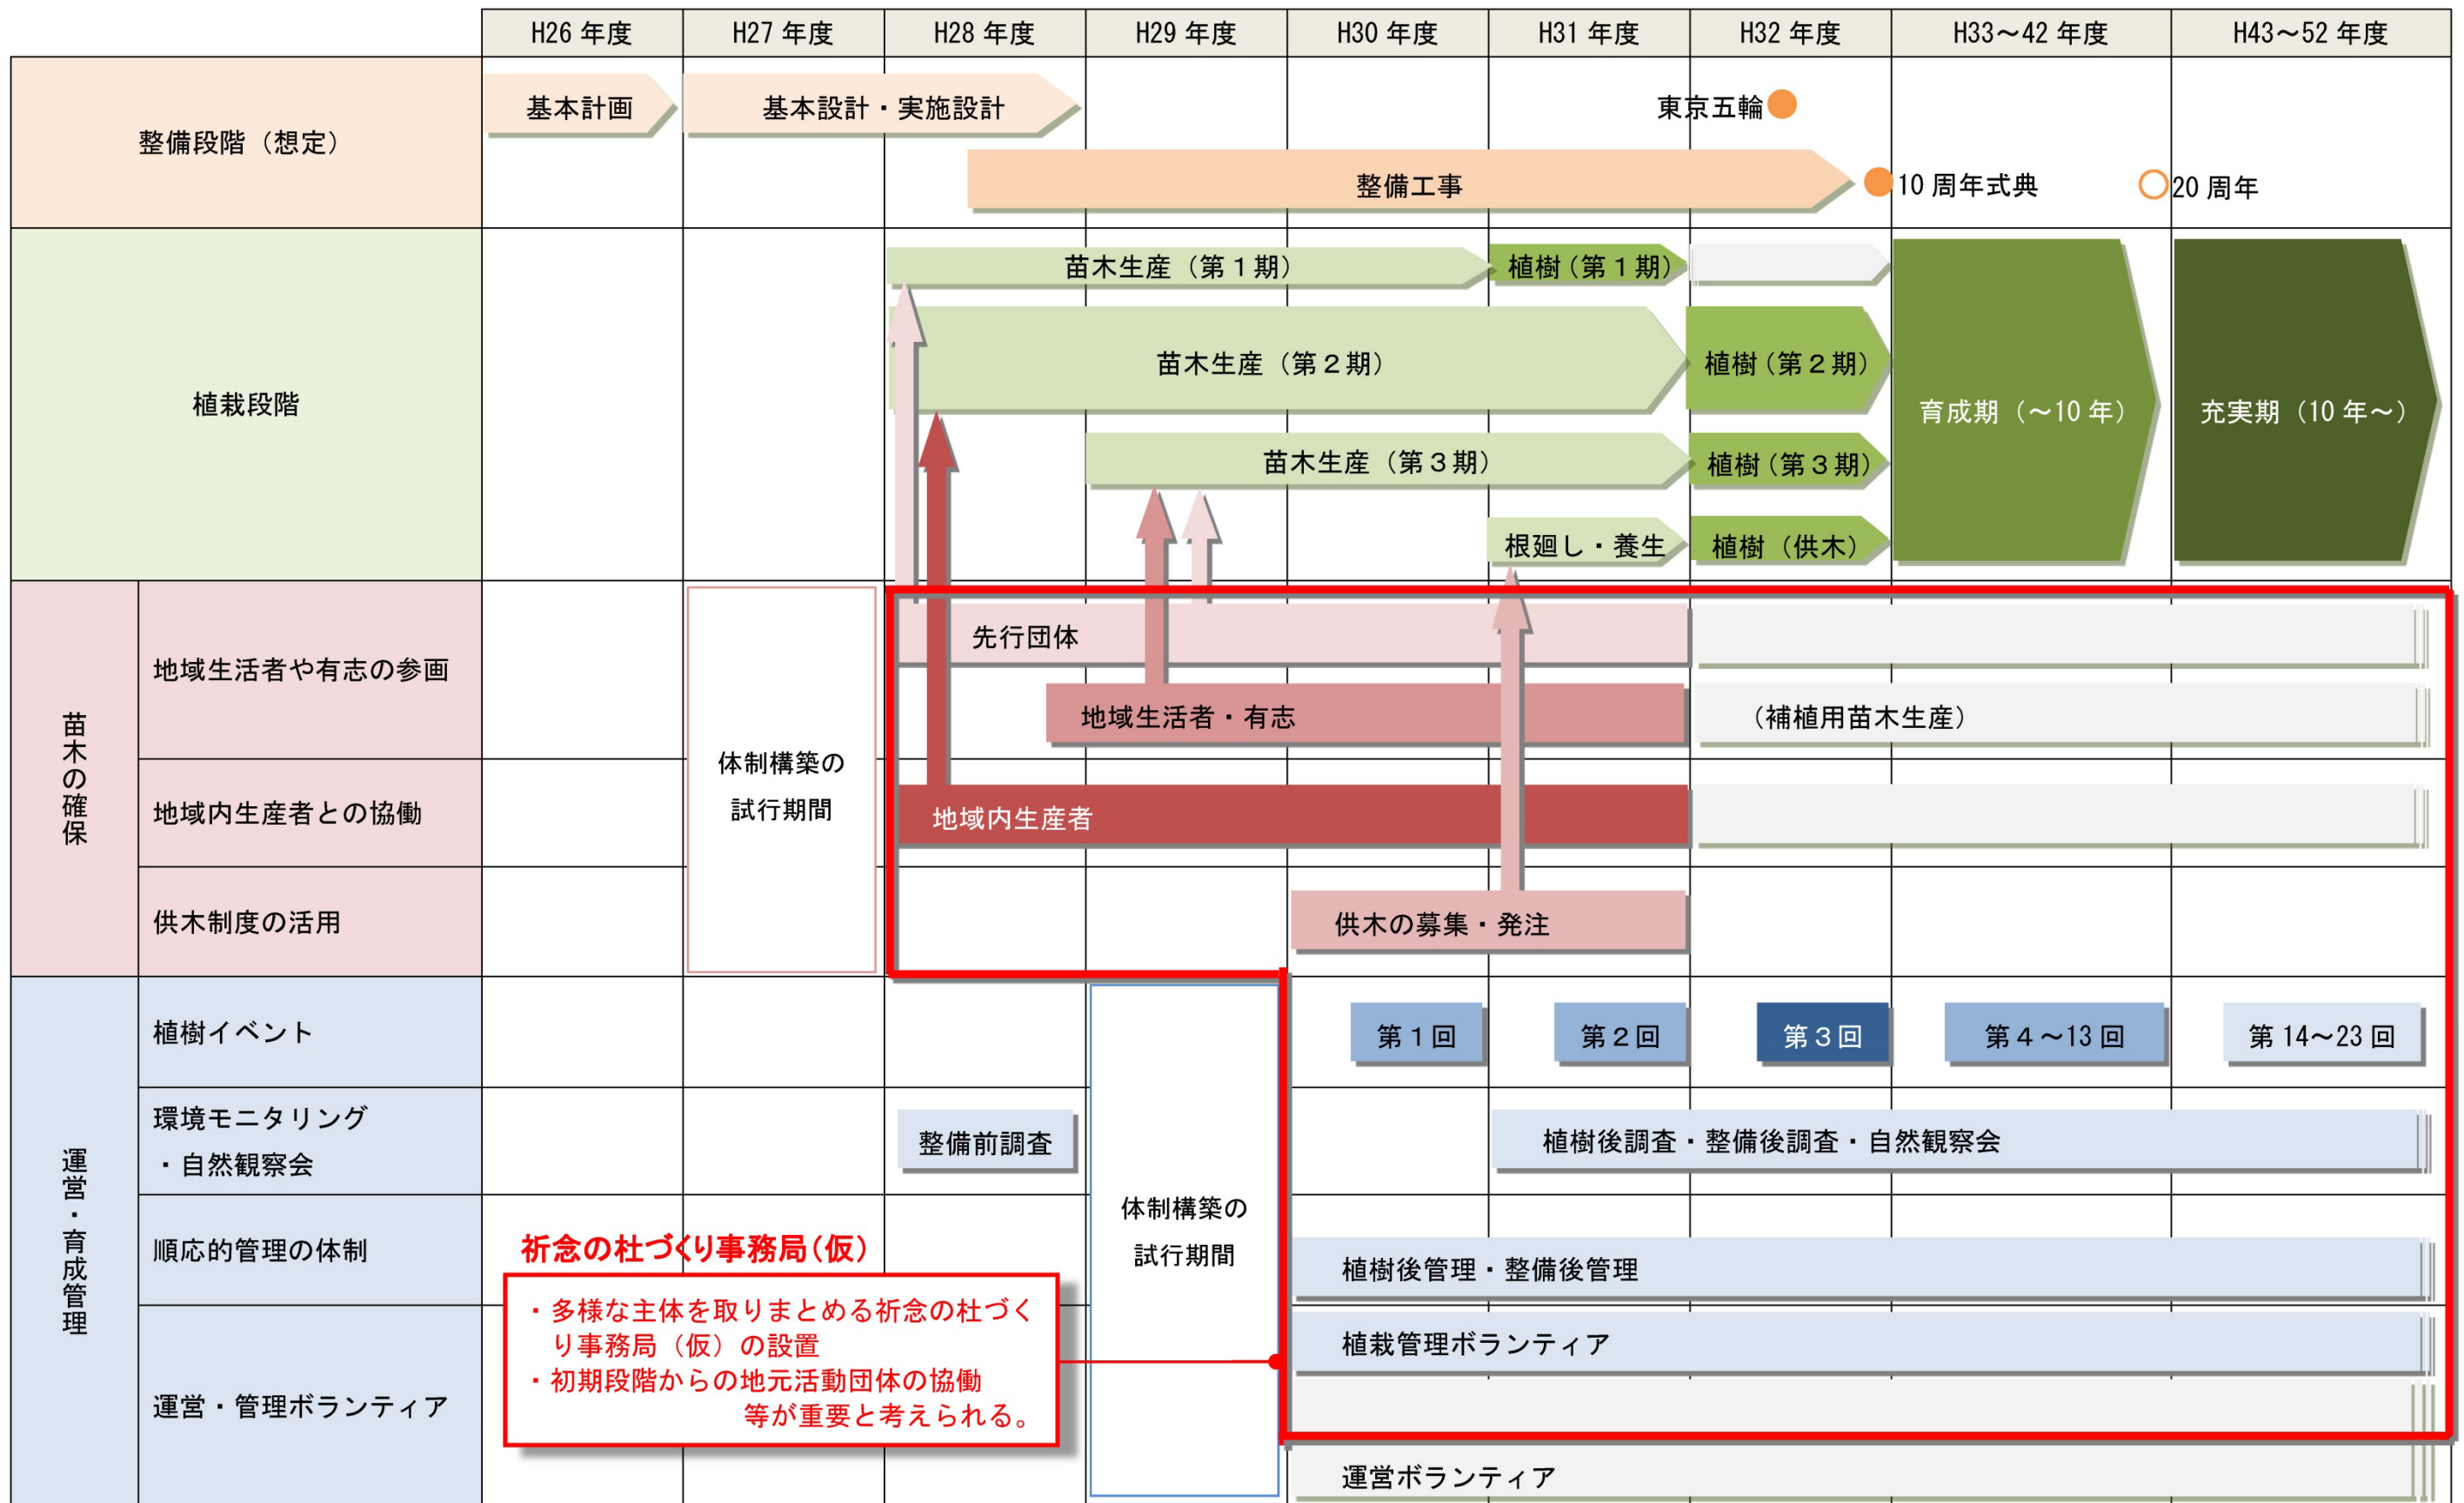 H26 年度
H27 年度
H28 年度
H29 年度
H30 年度
H31 年度
H32 年度
H33～42 年度
H43～52 年度
整備段階（想定）
基本計画
基本設計・実施設計
東京五輪
整備工事
10 周年式典
20 周年
植栽段階
苗木生産（第１期）
植樹（第１期）
苗木生産（第２期）
植樹（第２期）
苗木生産（第３期）
植樹（第３期）
根廻し・養生
植樹（供木）
育成期（～10 年）
充実期（10 年～）
苗木の確保
地域生活者や有志の参画
地域内生産者との協働
供木制度の活用
体制構築の
試行期間
先行団体
地域生活者・有志
（補植用苗木生産）
地域内生産者
供木の募集・発注
運営・育成管理
植樹イベント
第１回
第２回
第３回
第４～13 回
第 14～23 回
環境モニタリング
・自然観察会
整備前調査
植樹後調査・整備後調査・自然観察会
体制構築の
試行期間
順応的管理の体制
植樹後管理・整備後管理
運営・管理ボランティア
植栽管理ボランティア
運営ボランティア
祈念の杜づくり事務局（仮）
・多様な主体を取りまとめる祈念の杜づく
り事務局（仮）の設置
・初期段階からの地元活動団体の協働
等が重要と考えられる。